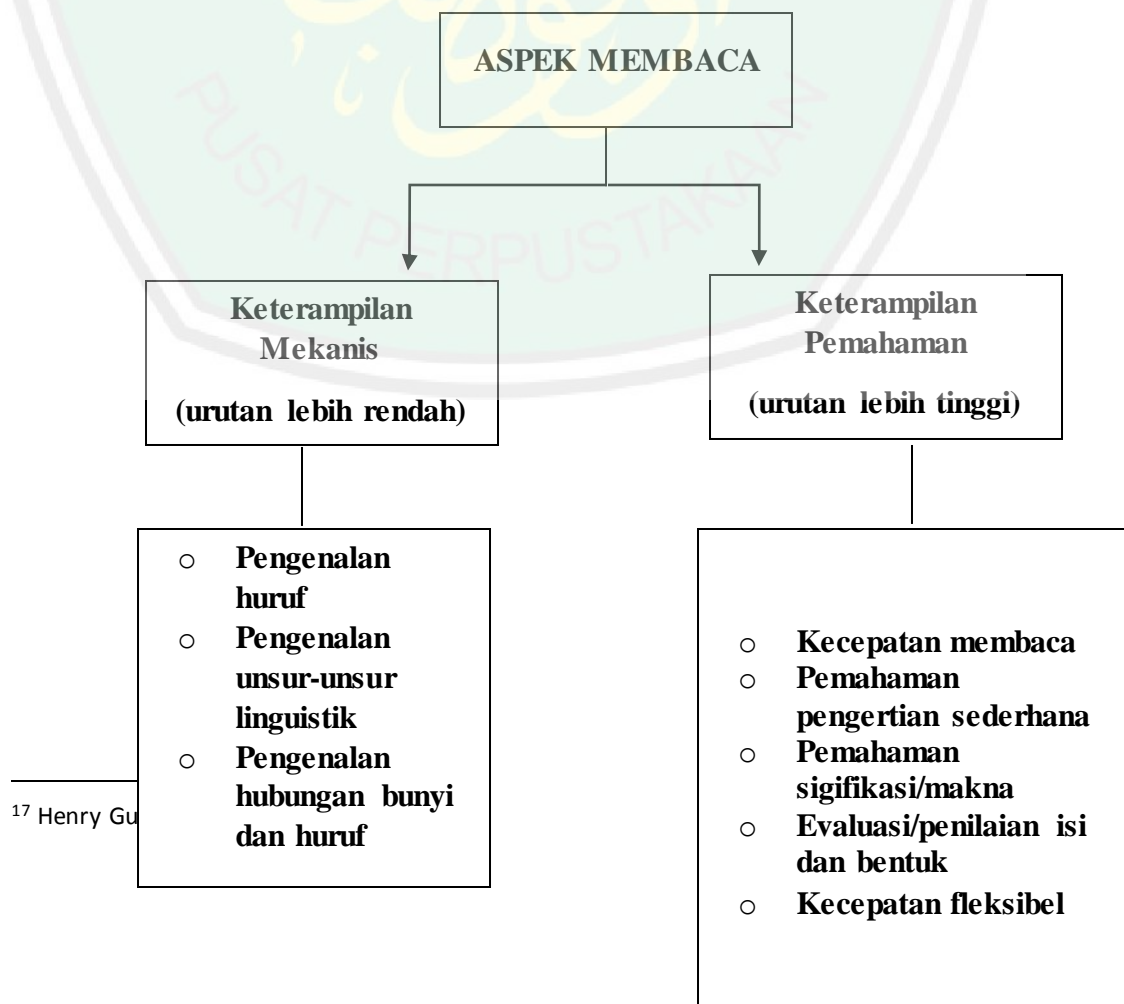 ASPEK MEMBACA
PUSAT PERPUSTAKAAN
Keterampilan
Mekanis
(urutan lebih rendah)
Keterampilan
Pemahaman
(urutan lebih tinggi)
○ Pengenalan
huruf
○ Pengenalan
unsur-unsur
linguistik
○ Pengenalan
hubungan bunyi
dan huruf
○ Kecepatan membaca
○ Pemahaman
pengertian sederhana
○ Pemahaman
sigifikasi/makna
○ Evaluasi/penilaian isi
dan bentuk
○ Kecepatan fleksibel
17 Henry Gu